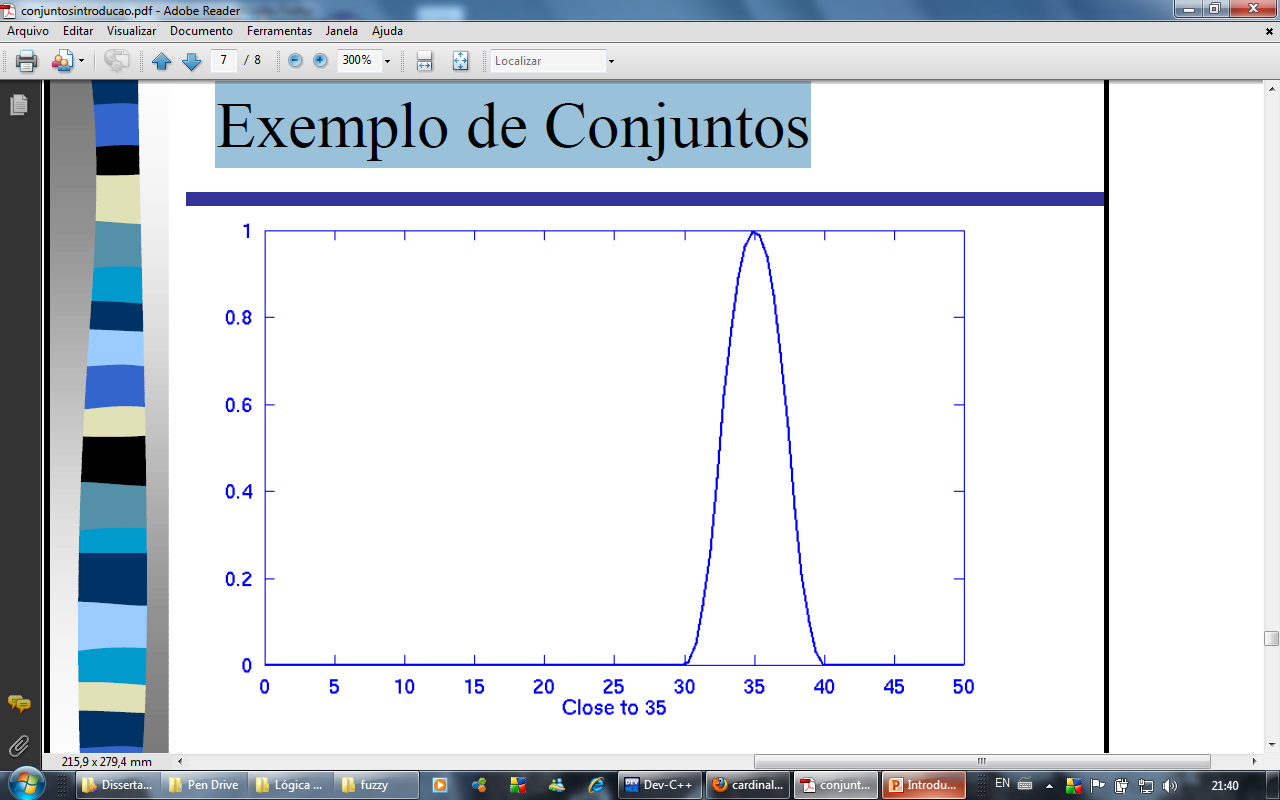 conjuntosintroducao.pdf - Adobe Reader
Arquivo Editar Visualizar Documento Ferramentas Janela Ajuda
7 / 8 300% Localizar
Exemplo de Conjuntos
1
0.8
0.6
0.4
0.2
0
0 5 10 15 20 25 30 35 40 45 50
Close to 35
215,9 x 279,4 mm
Disserta... Pen Drive Lógica ... fuzzy Dev-C++ cardinal... conjunt... Introdu... EN 21:40